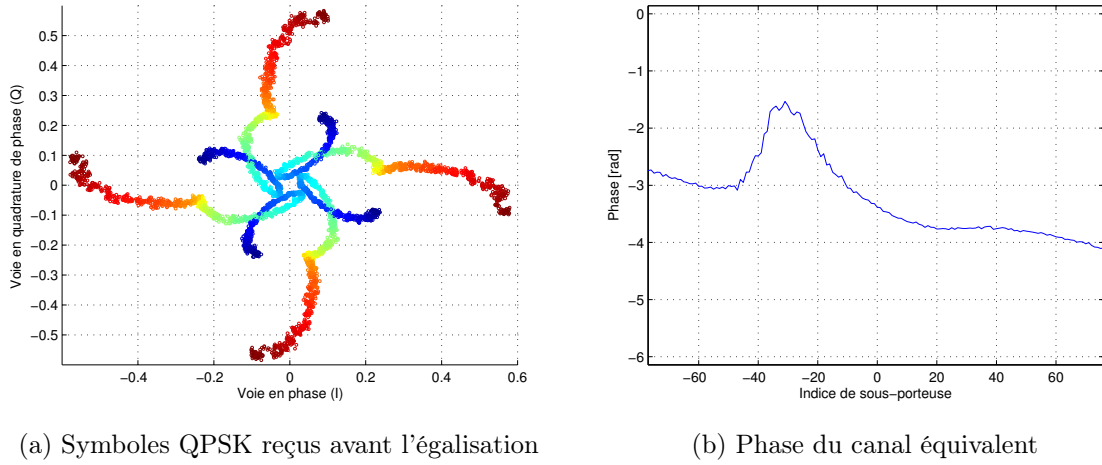 0.5
0.4
0.3
0.2
0.1
0
−0.1
−0.2
−0.3
−0.4
−0.5
Voie en quadrature de phase (Q)
−0.4 −0.2 0 0.2 0.4 0.6
Voie en phase (I)
(a) Symboles QPSK reçus avant l'égalisation
0
−1
−2
−3
−4
−5
−6
Phase [rad]
−60 −40 −20 0 20 40 60
Indice de sous−porteuse
(b) Phase du canal équivalent